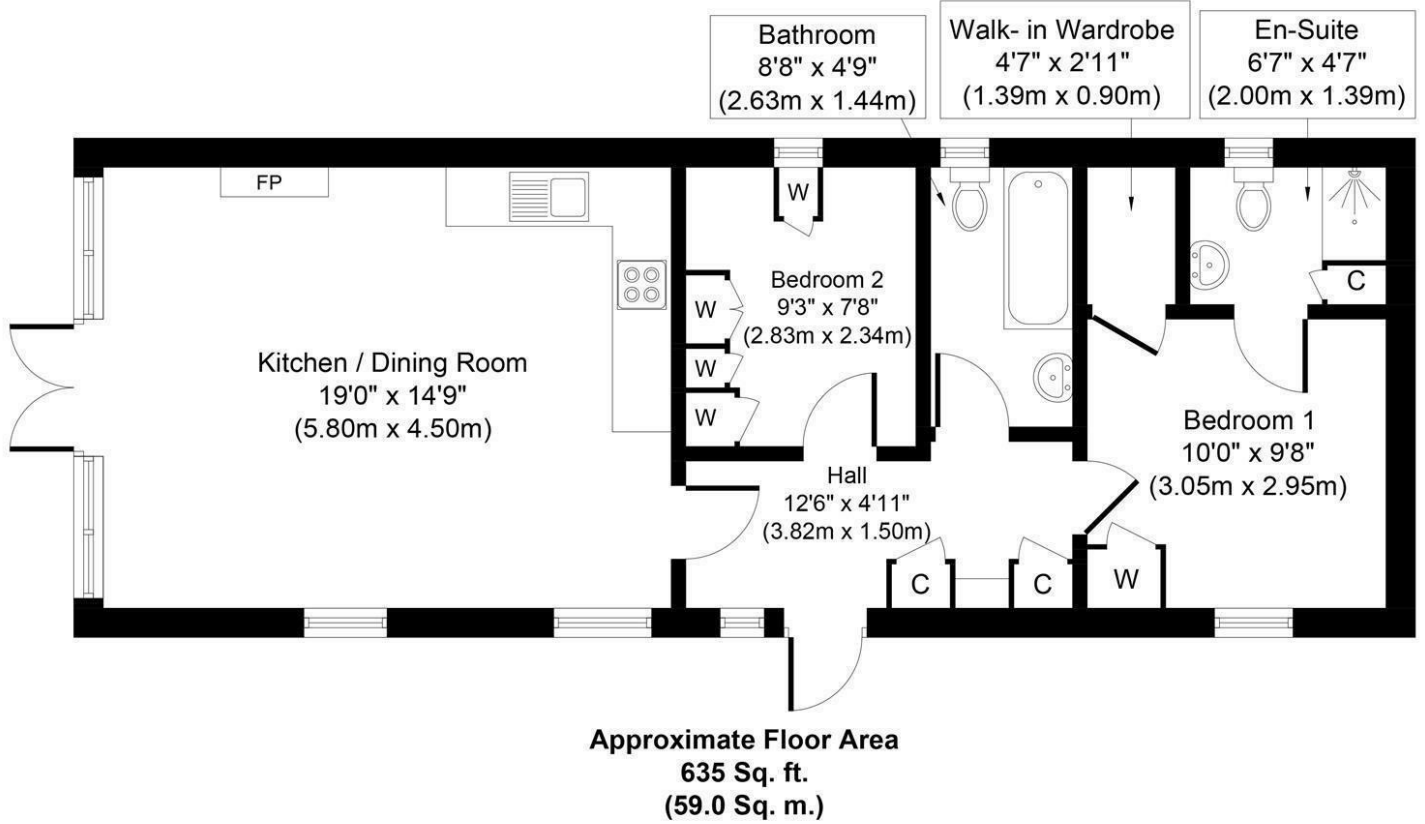 Bathroom
8'8" x 4'9"
(2.63m x 1.44m)
Walk- in Wardrobe
4'7" x 2'11"
(1.39m x 0.90m)
En-Suite
6'7" x 4'7"
(2.00m x 1.39m)
FP
W
Bedroom 2
9'3" x 7'8"
(2.83m x 2.34m)
W
W
W
C
Kitchen / Dining Room
19'0" x 14'9"
(5.80m x 4.50m)
Bedroom 1
10'0" x 9'8"
(3.05m x 2.95m)
Hall
12'6" x 4'11"
(3.82m x 1.50m)
C
C
W
Approximate Floor Area
635 Sq. ft.
(59.0 Sq. m.)